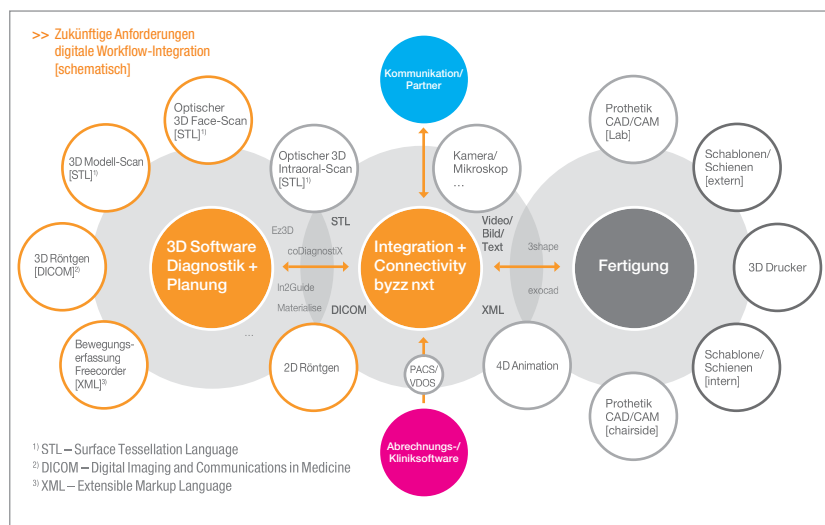 >> Zukünftige Anforderungen
digitale Workflow-Integration
[schematisch]
Kommunikation/
Partner
Optischer
3D Face-Scan
[STL]1)
3D Modell-Scan
[STL]1)
Optischer 3D
Intraoral-Scan
[STL]1)
Kamera/
Mikroskop
...
Prothetik
CAD/CAM
[Lab]
Schablonen/
Schienen
[extern]
3D Röntgen
[DICOM]2)
3D Software
Diagnostik +
Planung
Ez3D
coDiagnostiX
In2Guide
Materialise
...
STL
DICOM
Integration +
Connectivity
byzz nxt
Video/
Bild/
Text
XML
3shape
exocad
Fertigung
3D Drucker
Bewegungs-
erfassung
Freecorder
[XML]3)
2D Röntgen
PACS/
VDOS
4D Animation
Schablone/
Schienen
[intern]
Prothetik
CAD/CAM
[chairside]
Abrechnungs-/
Kliniksoftware
1) STL – Surface Tessellation Language
2) DICOM – Digital Imaging and Communications in Medicine
3) XML – Extensible Markup Language